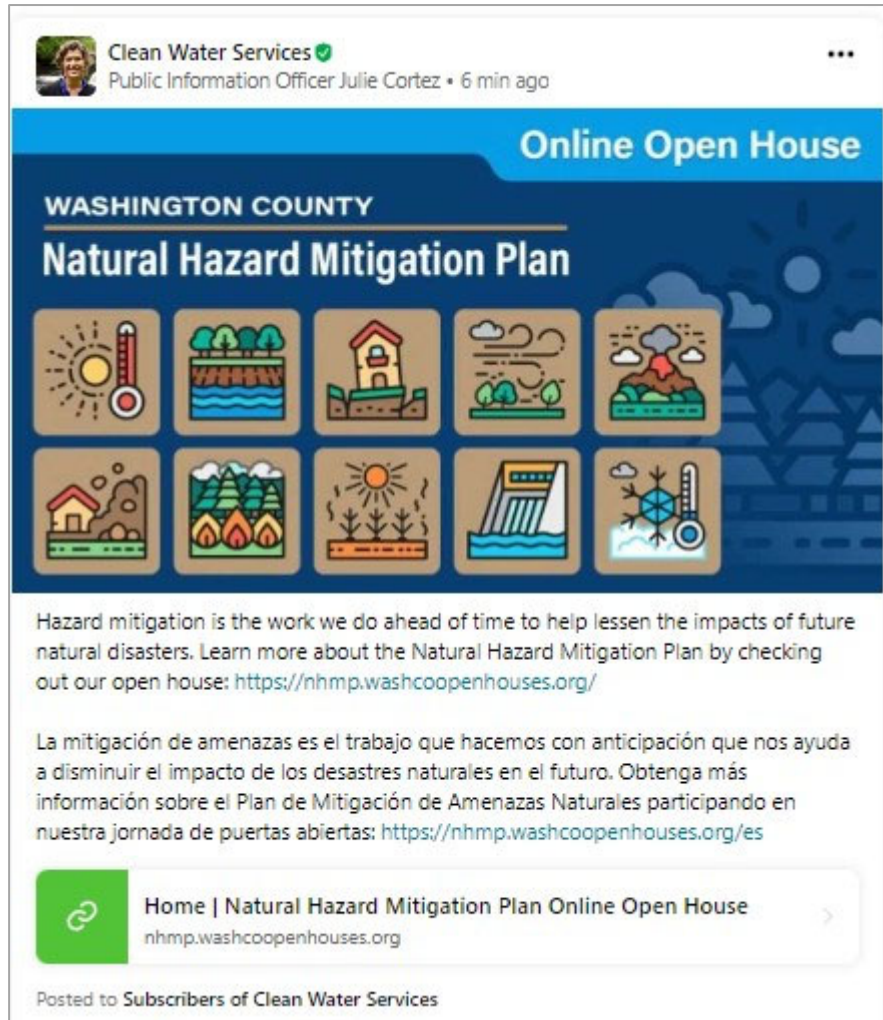 Clean Water Services
Public Information Officer Julie Cortez • 6 min ago
Online Open House
WASHINGTON COUNTY
Natural Hazard Mitigation Plan
Hazard mitigation is the work we do ahead of time to help lessen the impacts of future
natural disasters. Learn more about the Natural Hazard Mitigation Plan by checking
out our open house: https://nhmp.washcoopenhouses.org/
La mitigación de amenazas es el trabajo que hacemos con anticipación que nos ayuda
a disminuir el impacto de los desastres naturales en el futuro. Obtenga más
información sobre el Plan de Mitigación de Amenazas Naturales participando en
nuestra jornada de puertas abiertas: https://nhmp.washcoopenhouses.org/es
Home | Natural Hazard Mitigation Plan Online Open House
nhmp.washcoopenhouses.org
Posted to Subscribers of Clean Water Services